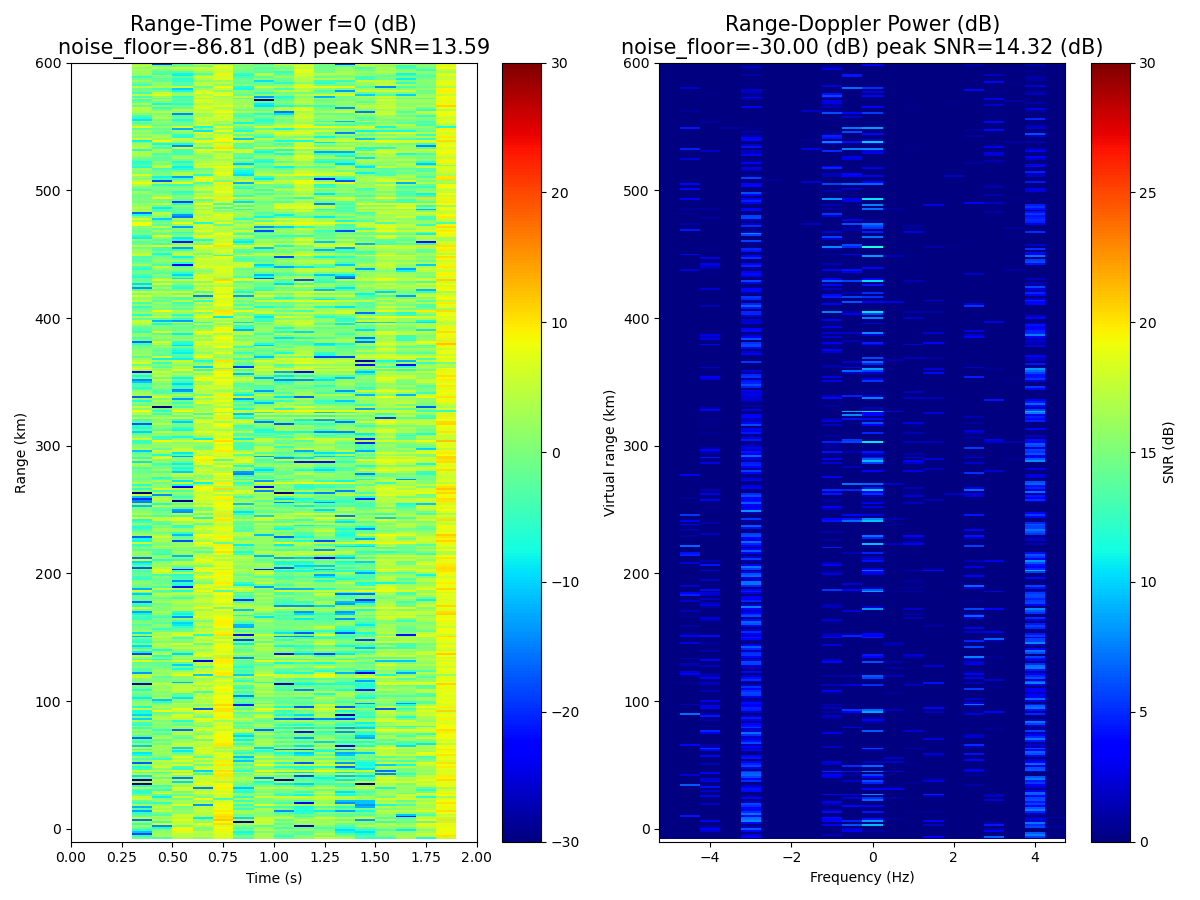 Range-Time Power f=0 (dB)
noise_floor=-86.81 (dB) peak SNR=13.59
600
500
400
300
200
100
0
Range (km)
0.00 0.25 0.50 0.75 1.00 1.25 1.50 1.75 2.00
Time (s)
30
20
10
0
−10
−20
−30
Range-Doppler Power (dB)
noise_floor=-30.00 (dB) peak SNR=14.32 (dB)
600
500
400
300
200
100
0
Virtual range (km)
−4 −2 0 2 4
Frequency (Hz)
30
25
20
15
10
5
0
SNR (dB)